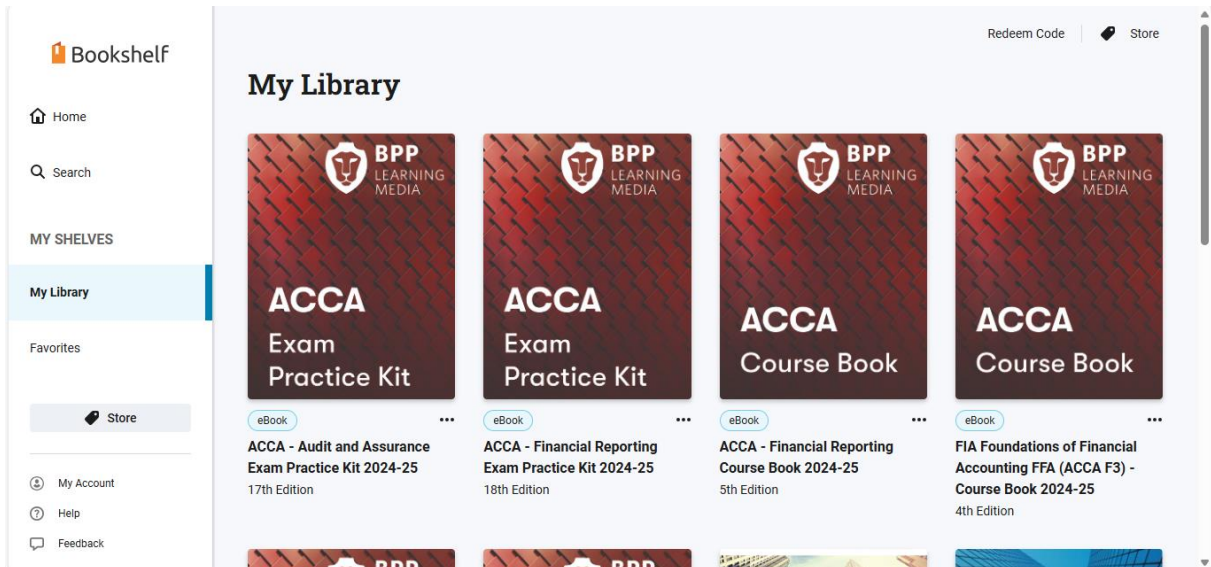 Bookshelf
Home
Search
MY SHELVES
My Library
Favorites
Store
My Account
Help
Feedback
Redeem Code
Store
My Library
BPP
LEARNING
MEDIA
ACCA
Exam
Practice Kit
eBook
ACCA - Audit and Assurance
Exam Practice Kit 2024-25
17th Edition
BPP
LEARNING
MEDIA
ACCA
Exam
Practice Kit
eBook
ACCA - Financial Reporting
Exam Practice Kit 2024-25
18th Edition
BPP
LEARNING
MEDIA
ACCA
Course Book
eBook
ACCA - Financial Reporting
Course Book 2024-25
5th Edition
BPP
LEARNING
MEDIA
ACCA
Course Book
eBook
FIA Foundations of Financial
Accounting FFA (ACCA F3) -
Course Book 2024-25
4th Edition
BPP
BPP